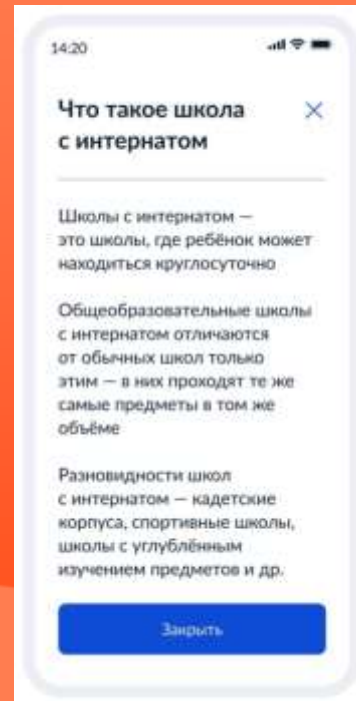 14:20
Что такое школа
с интернатом
Школы с интернатом —
это школы, где ребёнок может
находиться круглосуточно
Общеобразовательные школы
с интернатом отличаются
от обычных школ только
этим — в них проходят те же
самые предметы в том же
объёме
Разновидности школ
с интернатом — кадетские
корпуса, спортивные школы,
школы с углублённым
изучением предметов и др.
Закрыть